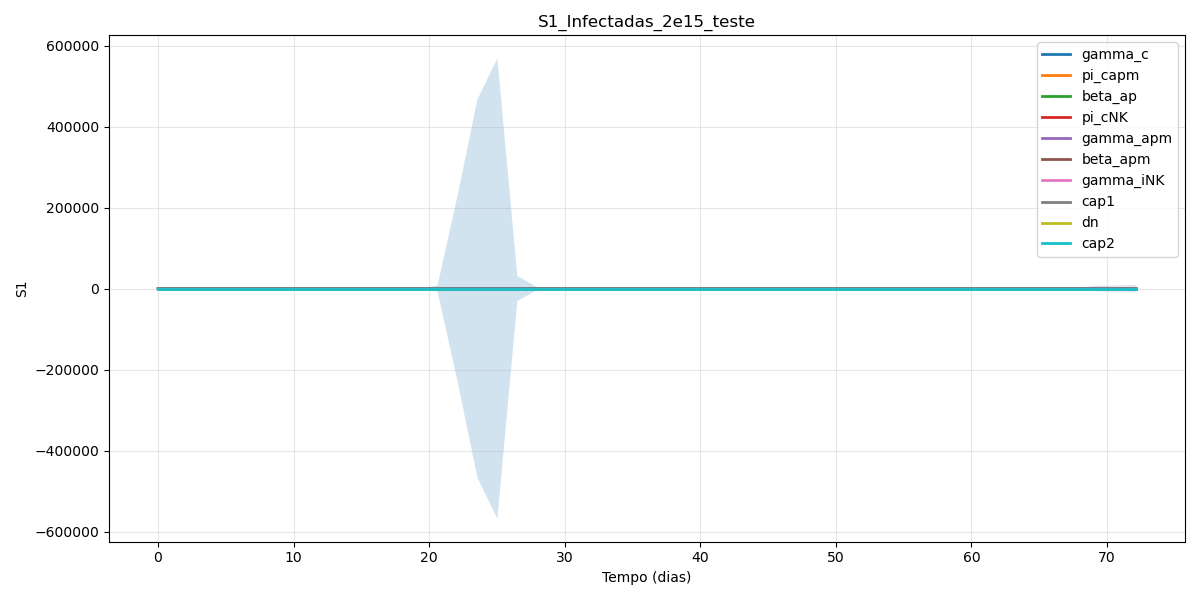 S1_Infectadas_2e15_teste
600000
400000
200000
0
−200000
−400000
−600000
S1
0 10 20 30 40 50 60 70
Tempo (dias)
gamma_c
pi_capm
beta_ap
pi_cNK
gamma_apm
beta_apm
gamma_iNK
cap1
dn
cap2